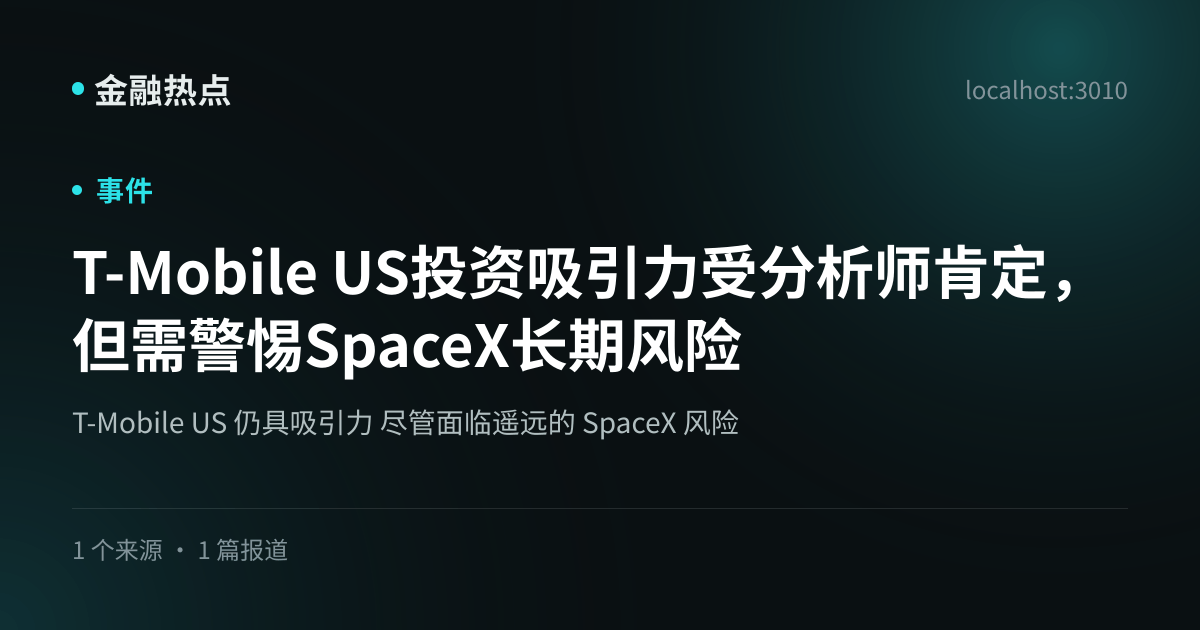 金融热点
localhost:3010
事件
T-Mobile US投资吸引力受分析师肯定，
但需警惕SpaceX长期风险
T-Mobile US 仍具吸引力 尽管面临遥远的 SpaceX 风险
1 个来源 · 1 篇报道